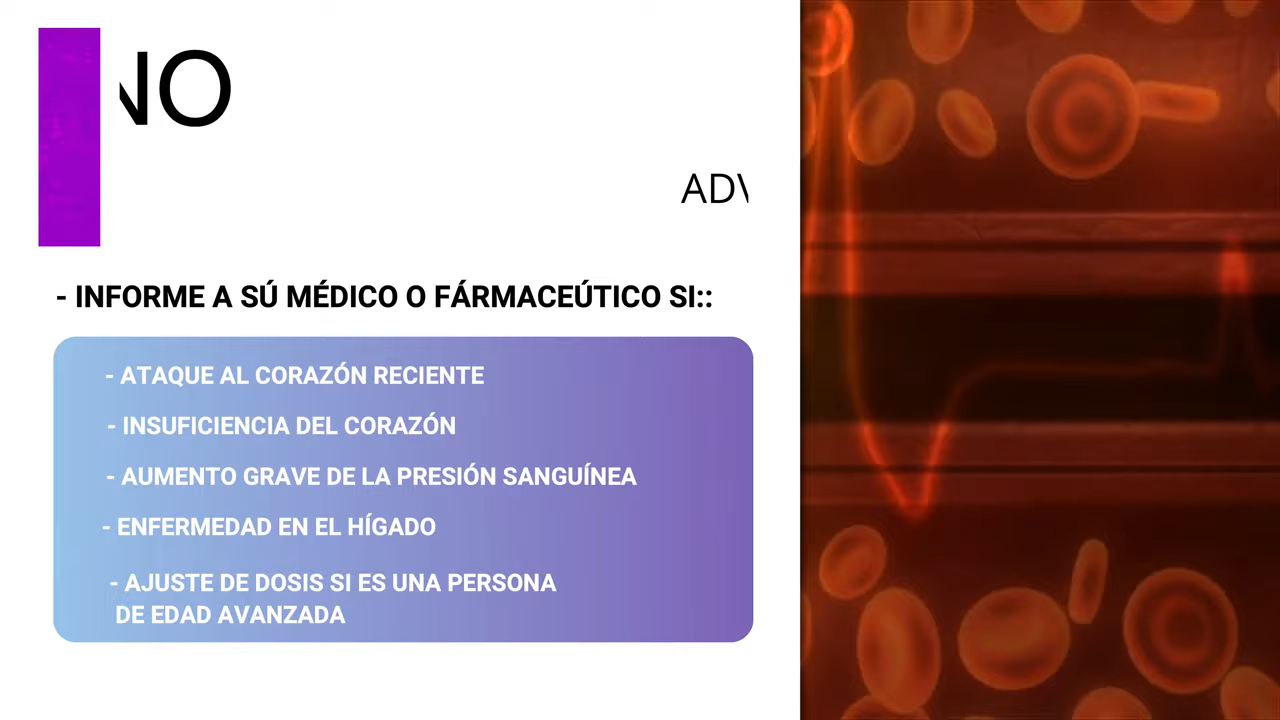 NO
ADV
- INFORME A SÚ MÉDICO O FÁRMACEÚTICO SI::
- ATAQUE AL CORAZÓN RECIENTE
- INSUFICIENCIA DEL CORAZÓN
- AUMENTO GRAVE DE LA PRESIÓN SANGUÍNEA
- ENFERMEDAD EN EL HÍGADO
- AJUSTE DE DOSIS SI ES UNA PERSONA
DE EDAD AVANZADA